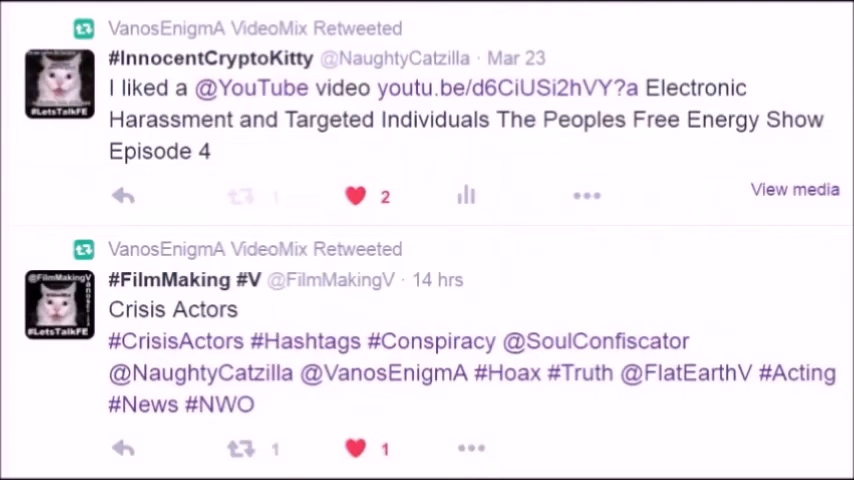 VanosEnigmA VideoMix Retweeted
#InnocentCryptoKitty @NaughtyCatzilla · Mar 23
I liked a @YouTube video youtu.be/d6CiUSi2hVY?a Electronic
Harassment and Targeted Individuals The Peoples Free Energy Show
Episode 4
#LetsTalkFE
1 2 View media
VanosEnigmA VideoMix Retweeted
#FilmMaking #V @FilmMakingV · 14 hrs
@FilmMakingV
Crisis Actors
#CrisisActors #Hashtags #Conspiracy @SoulConfiscator
#LetsTalkFE
@NaughtyCatzilla @VanosEnigmA #Hoax #Truth @FlatEarthV #Acting
#News #NWO
1 1